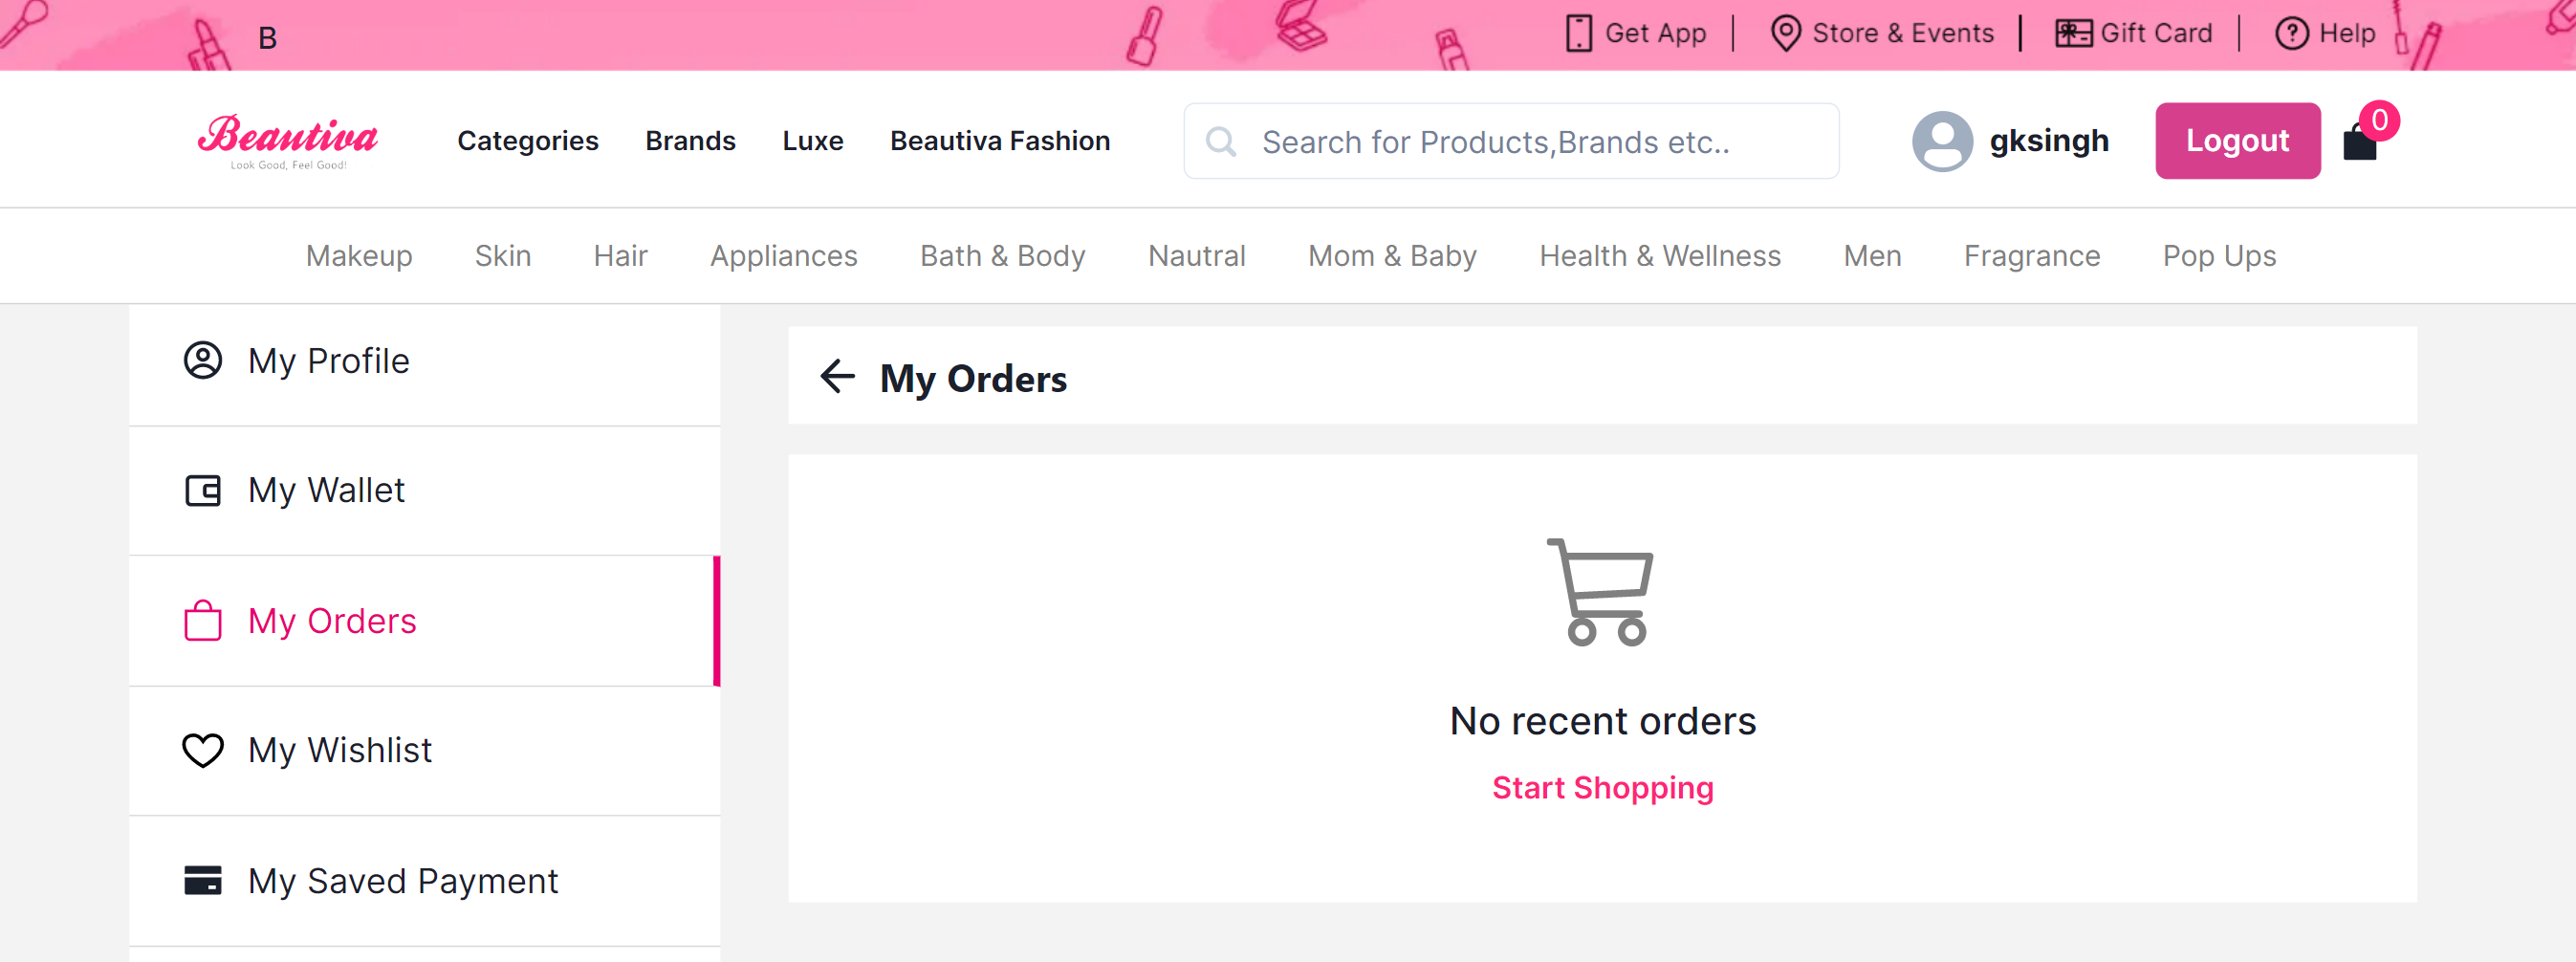 B
Get App
Store & Events
Gift Card
Help
Beautiva
Look Good, Feel Good!
Categories
Brands
Luxe
Beautiva Fashion
Search for Products,Brands etc..
gksingh
Logout
0
Makeup
Skin
Hair
Appliances
Bath & Body
Nautral
Mom & Baby
Health & Wellness
Men
Fragrance
Pop Ups
My Profile
My Wallet
My Orders
My Wishlist
My Saved Payment
My Orders
No recent orders
Start Shopping